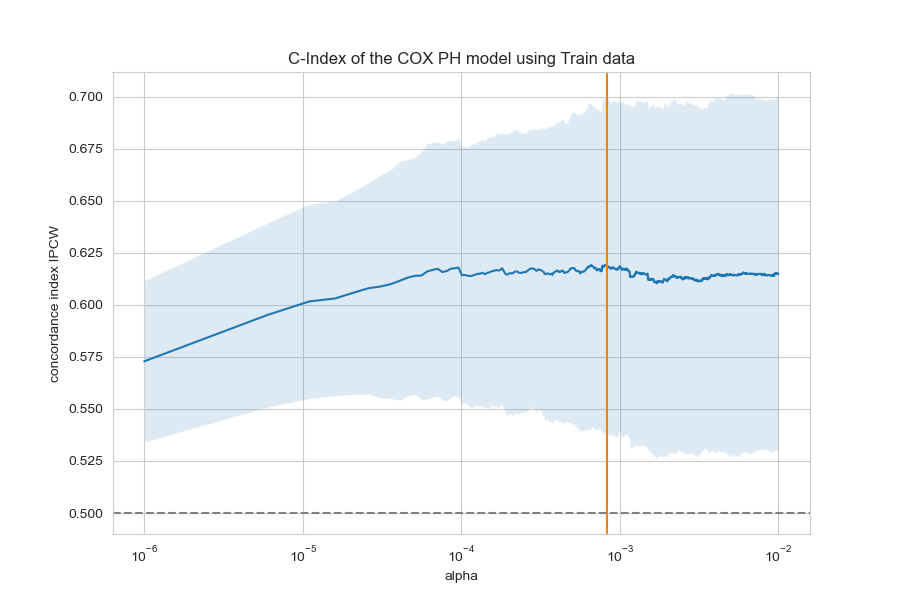 C-Index of the COX PH model using Train data
concordance index IPCW
0.700
0.675
0.650
0.625
0.600
0.575
0.550
0.525
0.500
10⁻⁶ 10⁻⁵ 10⁻⁴ 10⁻³ 10⁻²
alpha